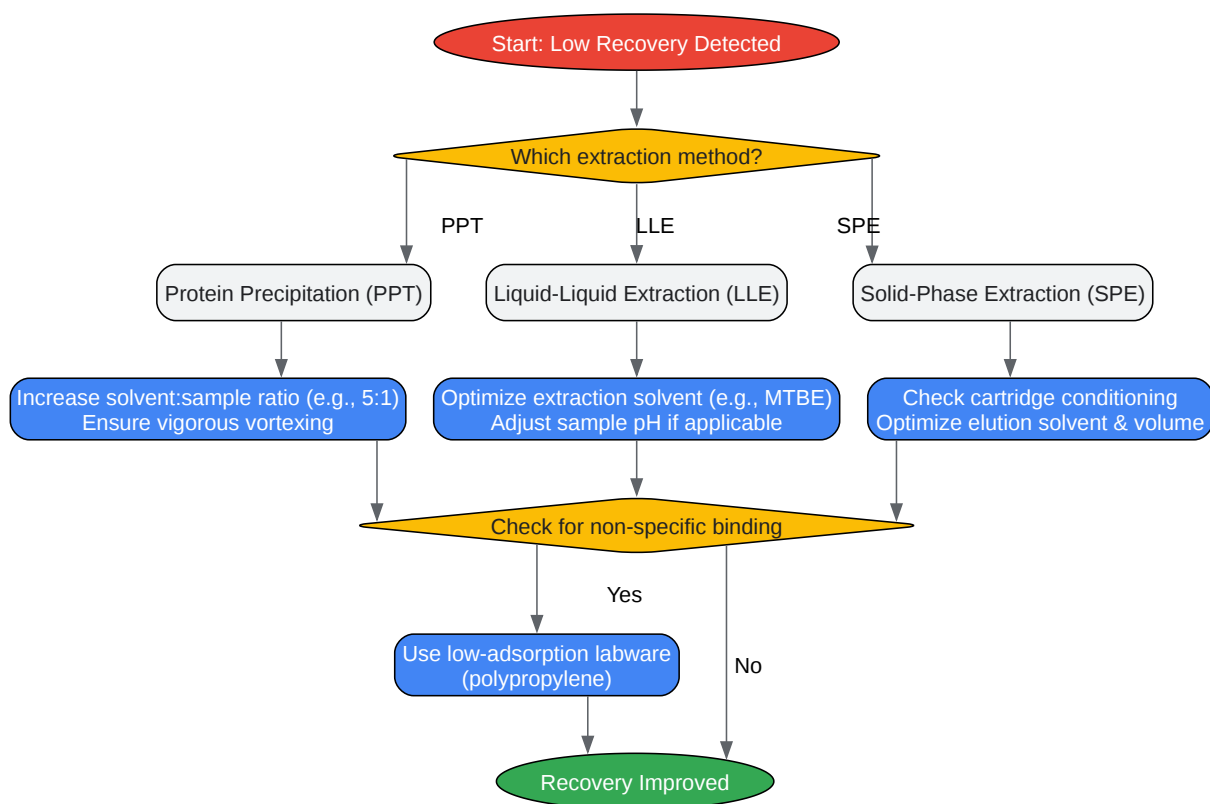 Start: Low Recovery Detected
Which extraction method?
PPT
LLE
SPE
Protein Precipitation (PPT)
Liquid-Liquid Extraction (LLE)
Solid-Phase Extraction (SPE)
Increase solvent:sample ratio (e.g., 5:1)
Ensure vigorous vortexing
Optimize extraction solvent (e.g., MTBE)
Adjust sample pH if applicable
Check cartridge conditioning
Optimize elution solvent & volume
Check for non-specific binding
Yes
Use low-adsorption labware
(polypropylene)
No
Recovery Improved